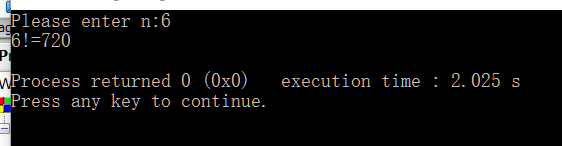 Please enter n:6
6!=720
Process returned 0 (0x0)   execution time : 2.025 s
Press any key to continue.